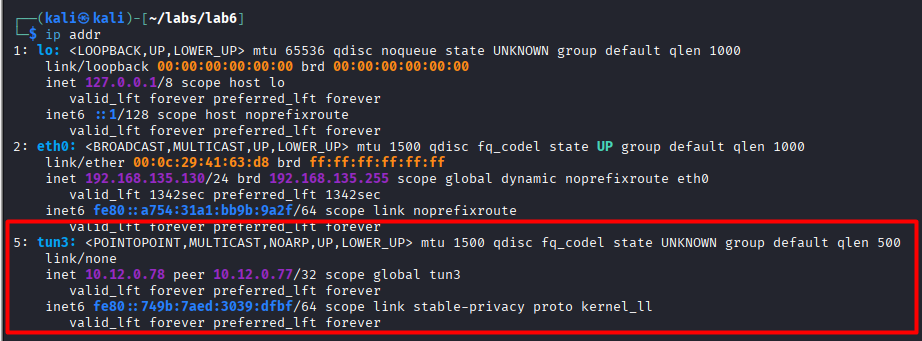 ┌──(kali㉿kali)-[~/labs/lab6]
└─$ ip addr
1: lo: <LOOPBACK,UP,LOWER_UP> mtu 65536 qdisc noqueue state UNKNOWN group default qlen 1000
link/loopback 00:00:00:00:00:00 brd 00:00:00:00:00:00
inet 127.0.0.1/8 scope host lo
valid_lft forever preferred_lft forever
inet6 ::1/128 scope host noprefixroute
valid_lft forever preferred_lft forever
2: eth0: <BROADCAST,MULTICAST,UP,LOWER_UP> mtu 1500 qdisc fq_codel state UP group default qlen 1000
link/ether 00:0c:29:41:63:d8 brd ff:ff:ff:ff:ff:ff
inet 192.168.135.130/24 brd 192.168.135.255 scope global dynamic noprefixroute eth0
valid_lft 1342sec preferred_lft 1342sec
inet6 fe80::a754:31a1:bb9b:9a2f/64 scope link noprefixroute
valid_lft forever preferred_lft forever
5: tun3: <POINTOPOINT,MULTICAST,NOARP,UP,LOWER_UP> mtu 1500 qdisc fq_codel state UNKNOWN group default qlen 500
link/none
inet 10.12.0.78 peer 10.12.0.77/32 scope global tun3
valid_lft forever preferred_lft forever
inet6 fe80::749b:7aed:3039:dfbf/64 scope link stable-privacy proto kernel_ll
valid_lft forever preferred_lft forever